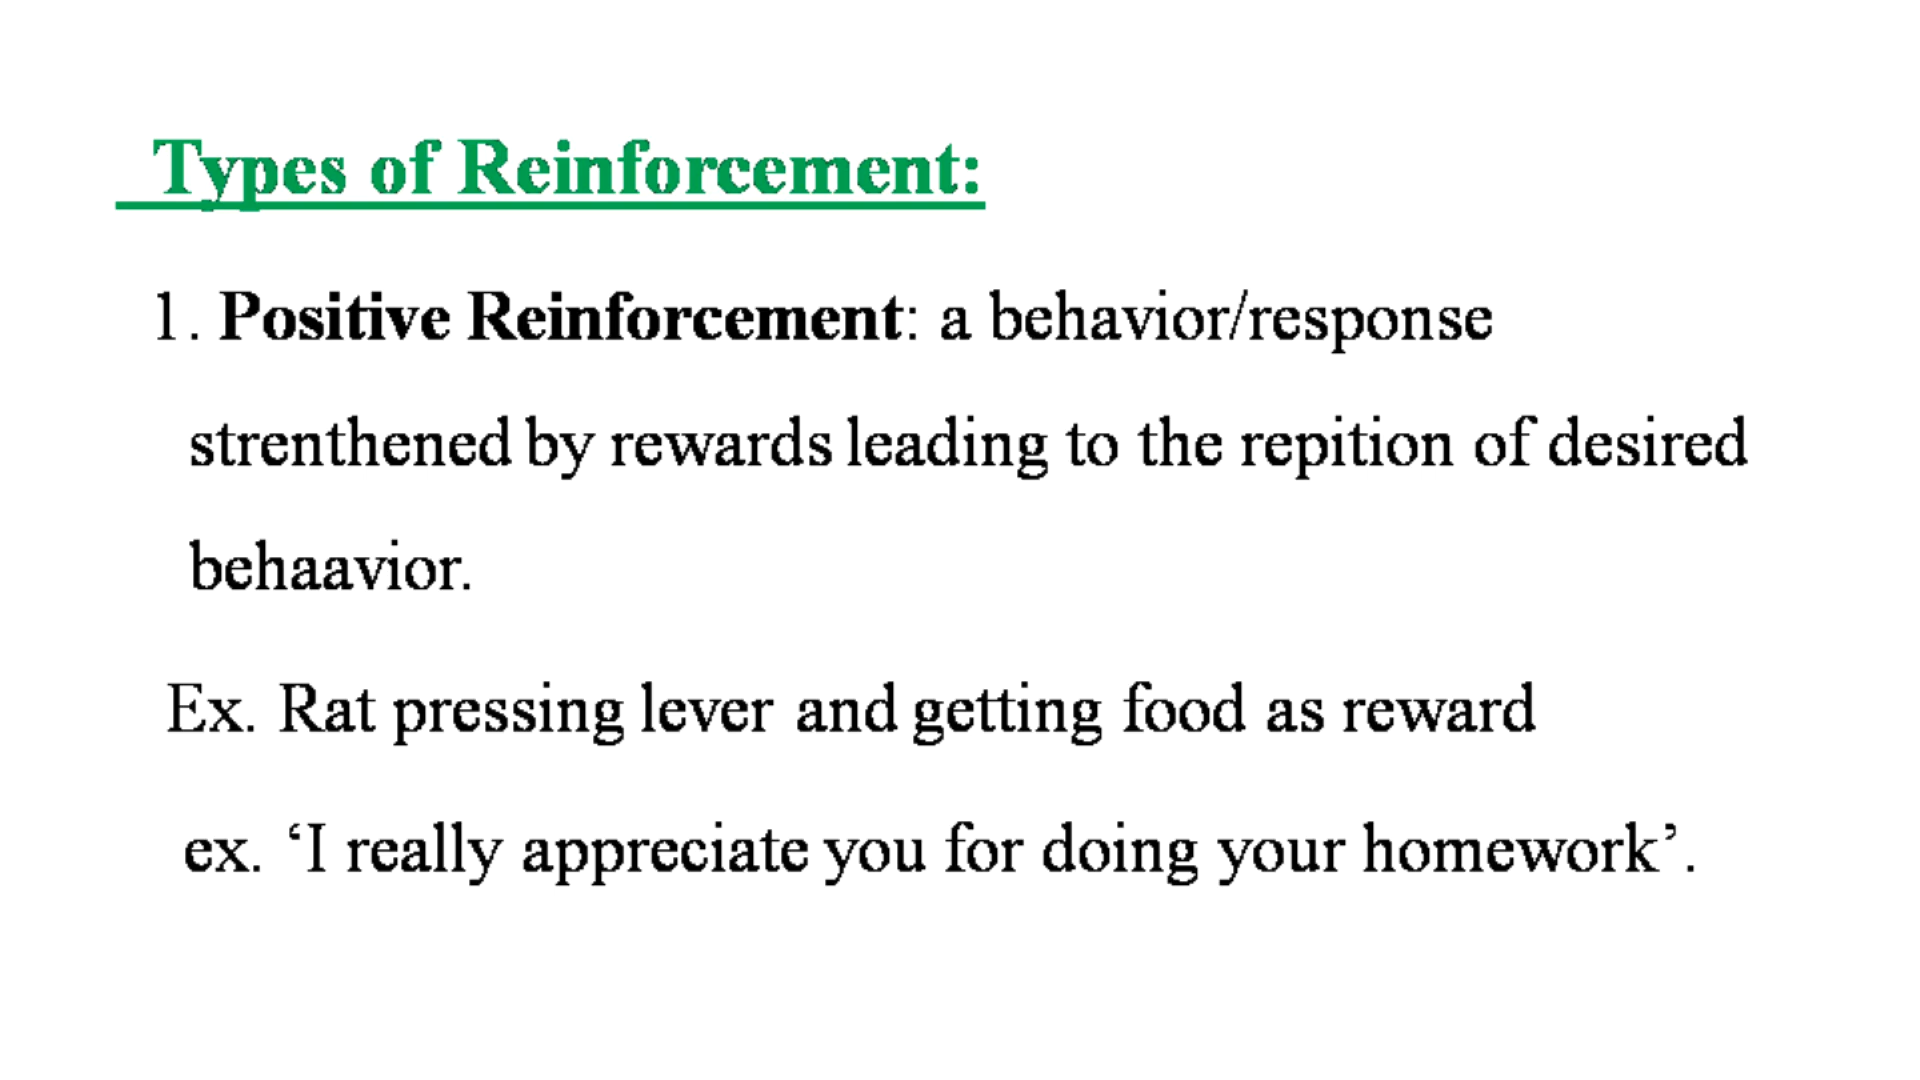 Types of Reinforcement:
1. Positive Reinforcement: a behavior/response
strenthened by rewards leading to the repition of desired
behaavior.
Ex. Rat pressing lever and getting food as reward
ex. ‘I really appreciate you for doing your homework’.